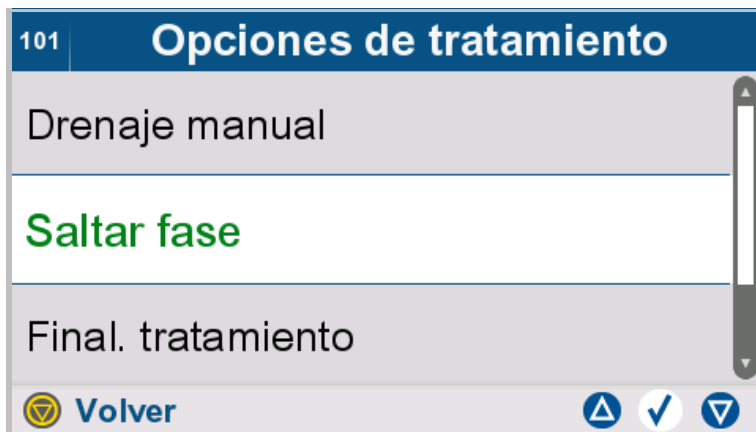 101 Opciones de tratamiento
Drenaje manual
Saltar fase
Final. tratamiento
Volver